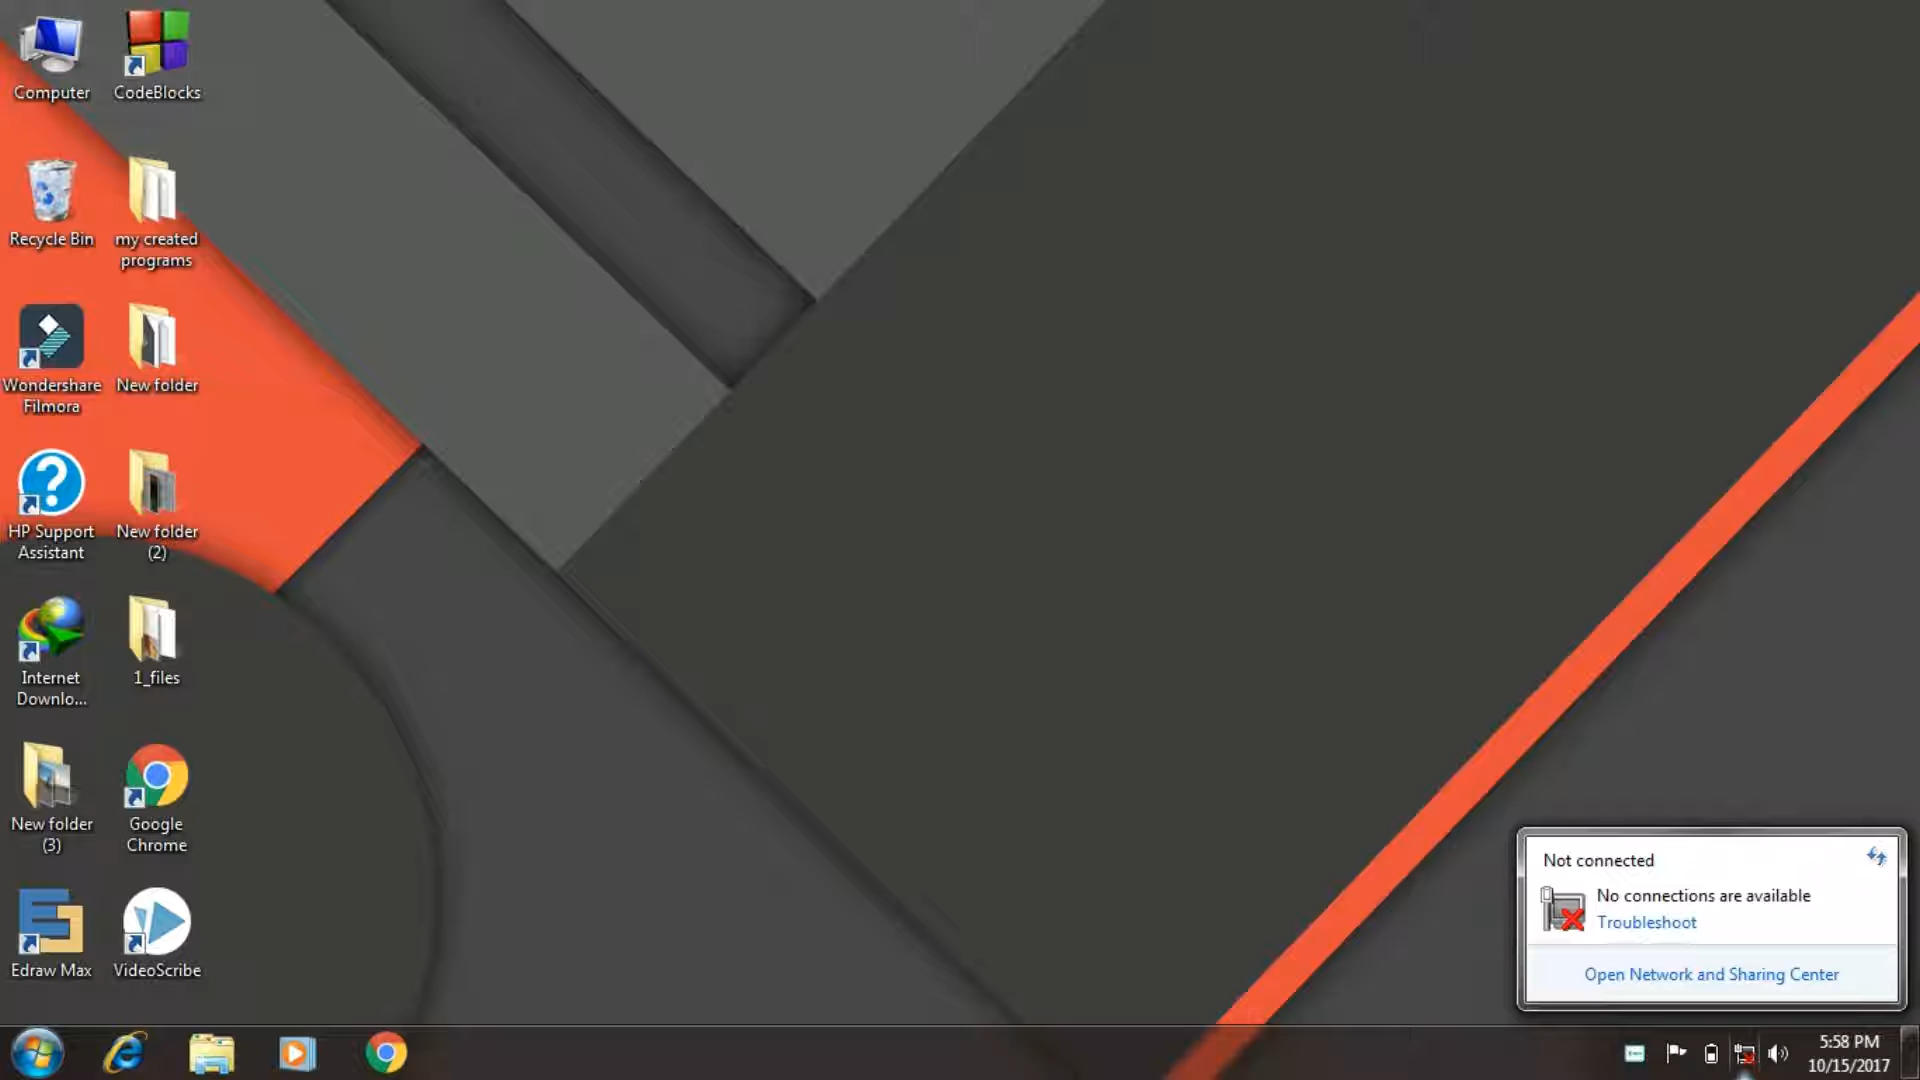 Computer
CodeBlocks
Recycle Bin
my created
programs
Wondershare
Filmora
New folder
HP Support
Assistant
New folder
(2)
Internet
Downlo...
1_files
New folder
(3)
Google
Chrome
Edraw Max
VideoScribe
Not connected
No connections are available
Troubleshoot
Open Network and Sharing Center
5:58 PM
10/15/2017